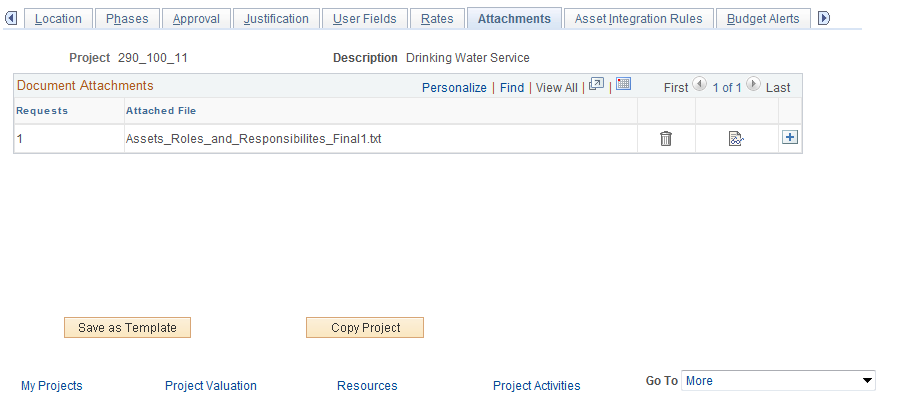 Location Phases Approval Justification User Fields Rates Attachments Asset Integration Rules Budget Alerts
Project 290_100_11 Description Drinking Water Service
Document Attachments Personalize | Find | View All | | First 1 of 1 Last
Requests Attached File
1 Assets_Roles_and_Responsibilites_Final1.txt
Save as Template Copy Project
My Projects Project Valuation Resources Project Activities Go To More